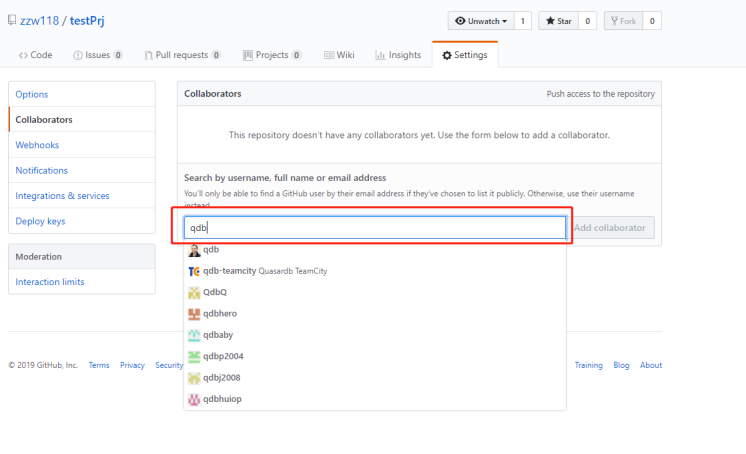 zzw118 / testPrj
Unwatch 1 Star 0 Fork 0
Code Issues 0 Pull requests 0 Projects 0 Wiki Insights Settings
Options
Collaborators
Webhooks
Notifications
Integrations & services
Deploy keys
Moderation
Interaction limits
Collaborators Push access to the repository
This repository doesn't have any collaborators yet. Use the form below to add a collaborator.
Search by username, full name or email address
You'll only be able to find a GitHub user by their email address if they've chosen to list it publicly. Otherwise, use their username
instead.
qdb Add collaborator
qdb
qdb-teamcity Quasardb TeamCity
QdbQ
qdbhero
qdbaby
qdbp2004
qdbj2008
qdbhuiop
© 2019 GitHub, Inc. Terms Privacy Security Training Blog About